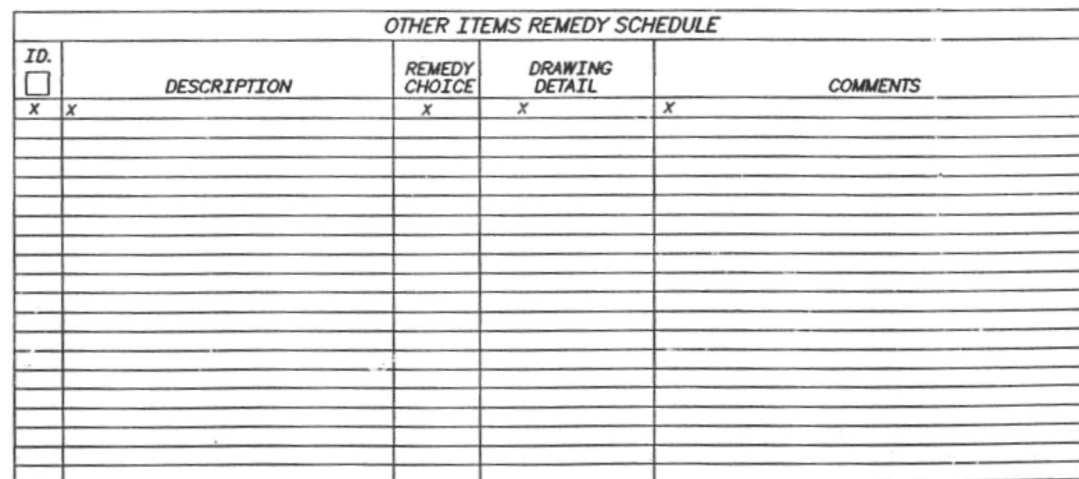 OTHER ITEMS REMEDY SCHEDULE
ID.
DESCRIPTION
REMEDY
CHOICE
DRAWING
DETAIL
COMMENTS
X X X X X